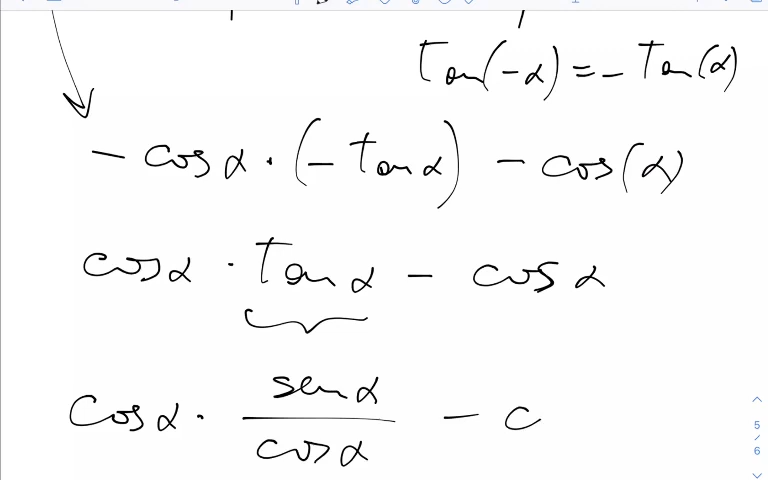 Tan(-α) = - Tan(α)
- cos α · (- tan α) - cos(α)
cos α · Tan α - cos α
cos α · sen α / cos α - c
5
/
6